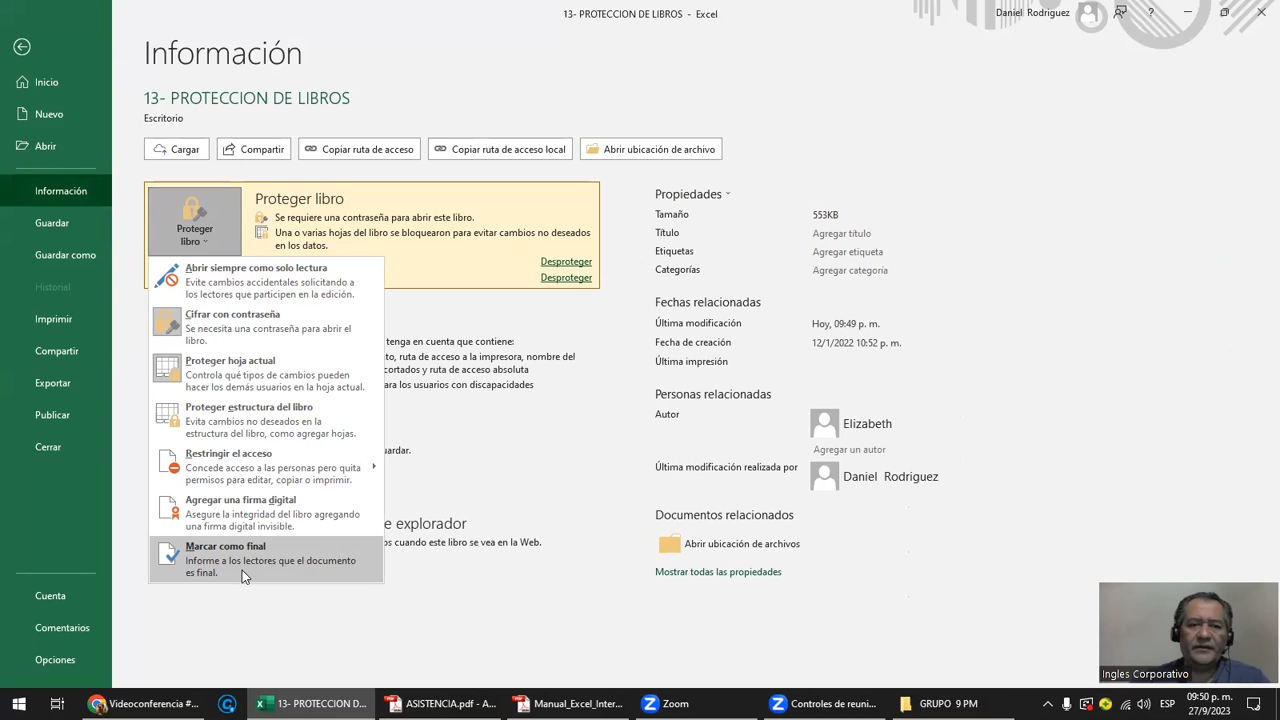 13- PROTECCION DE LIBROS - Excel
Daniel Rodriguez
?
Información
Inicio
Nuevo
Abrir
Información
Guardar
Guardar como
Historial
Imprimir
Compartir
Exportar
Publicar
Cerrar
Cuenta
Comentarios
Opciones
13- PROTECCION DE LIBROS
Escritorio
Cargar
Compartir
Copiar ruta de acceso
Copiar ruta de acceso local
Abrir ubicación de archivo
Proteger
libro
Proteger libro
Se requiere una contraseña para abrir este libro.
Una o varias hojas del libro se bloquearon para evitar cambios no deseados
en los datos.
Desproteger
Desproteger
Abrir siempre como solo lectura
Evite cambios accidentales solicitando a
los lectores que participen en la edición.
Cifrar con contraseña
Se necesita una contraseña para abrir el
libro.
Proteger hoja actual
Controla qué tipos de cambios pueden
hacer los demás usuarios en la hoja actual.
Proteger estructura del libro
Evita cambios no deseados en la
estructura del libro, como agregar hojas.
Restringir el acceso
Concede acceso a las personas pero quita
permisos para editar, copiar o imprimir.
Agregar una firma digital
Asegure la integridad del libro agregando
una firma digital invisible.
Marcar como final
Informe a los lectores que el documento
es final.
tenga en cuenta que contiene:
to, ruta de acceso a la impresora, nombre del
cortados y ruta de acceso absoluta
para los usuarios con discapacidades
guardar.
e explorador
os cuando este libro se vea en la Web.
Propiedades
Tamaño 553KB
Título Agregar título
Etiquetas Agregar etiqueta
Categorías Agregar categoría
Fechas relacionadas
Última modificación Hoy, 09:49 p. m.
Fecha de creación 12/1/2022 10:52 p. m.
Última impresión
Personas relacionadas
Autor Elizabeth
Agregar un autor
Última modificación realizada por Daniel Rodriguez
Documentos relacionados
Abrir ubicación de archivos
Mostrar todas las propiedades
Ingles Corporativo
Videoconferencia #...
13- PROTECCION D...
ASISTENCIA.pdf - A...
Manual_Excel_Inter...
Zoom
Controles de reuni...
GRUPO 9 PM
ESP
09:50 p. m.
27/9/2023